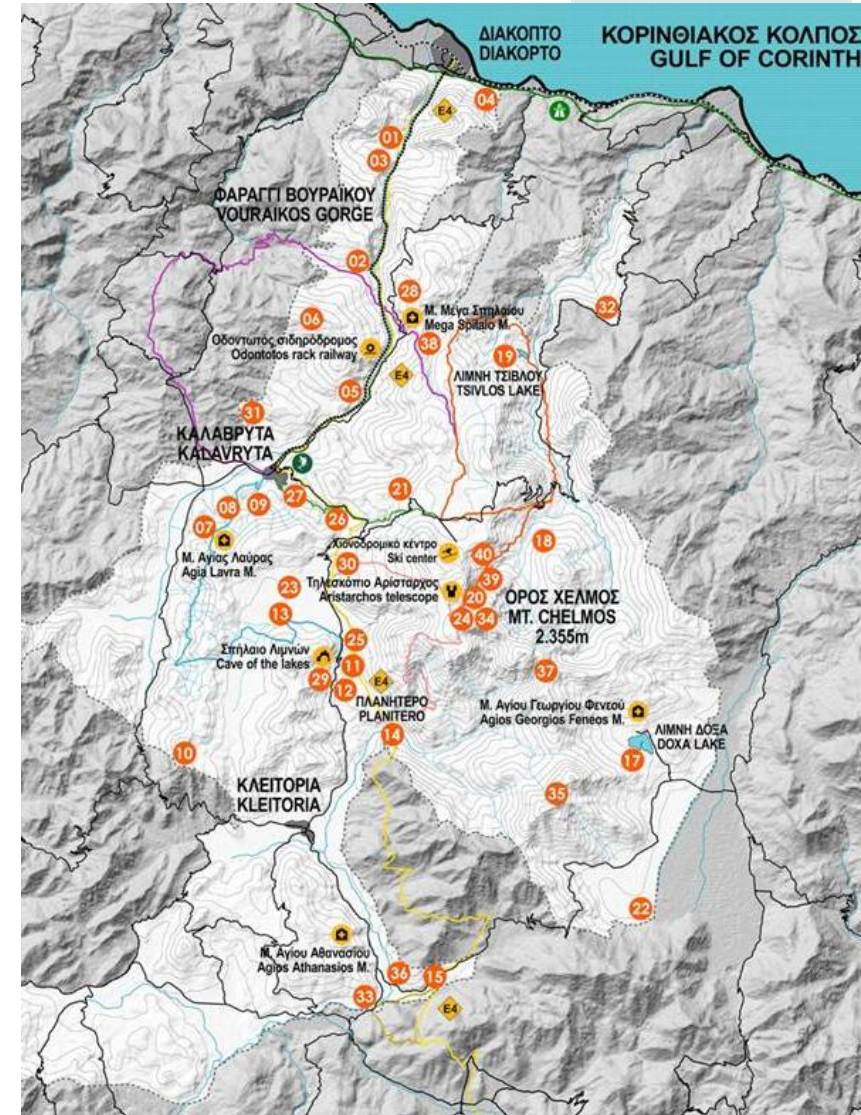 ΔΙΑΚΟΠΤΟ
DIAKOPTO
ΚΟΡΙΝΘΙΑΚΟΣ ΚΟΛΠΟΣ
GULF OF CORINTH
04
E4
01
03
ΦΑΡΑΓΓΙ ΒΟΥΡΑΪΚΟΥ
VOURAIKOS GORGE
02
28
Μ. Μεγα Σπηλαίου
Mega Spilaio M.
32
06
Οδοντωτός σιδηρόδρομος
Odontotos rack railway
38
19
ΛΙΜΝΗ ΤΣΙΒΛΟΥ
TSIVLOS LAKE
E4
05
31
ΚΑΛΑΒΡΥΤΑ
KALAVRYTA
21
27
09
08
07
26
Μ. Αγίας Λαύρας
Agia Lavra M.
Χιονοδρομικό κέντρο
Ski center
40
18
30
Τηλεσκόπιο Αρίσταρχος
Aristarchos telescope
39
20
24
34
ΟΡΟΣ ΧΕΛΜΟΣ
MT. CHELMOS
2.355m
23
13
25
Σπήλαιο Λιμνών
Cave of the lakes
11
29
12
E4
37
ΠΛΑΝΗΤΕΡΟ
PLANITERO
14
Μ. Αγίου Γεωργίου Φενεού
Agios Georgios Feneos M.
ΛΙΜΝΗ ΔΟΞΑ
DOXA LAKE
17
10
ΚΛΕΙΤΟΡΙΑ
KLEITORIA
35
22
Μ. Αγιου Αθανασίου
Agios Athanasios M.
36
15
33
E4